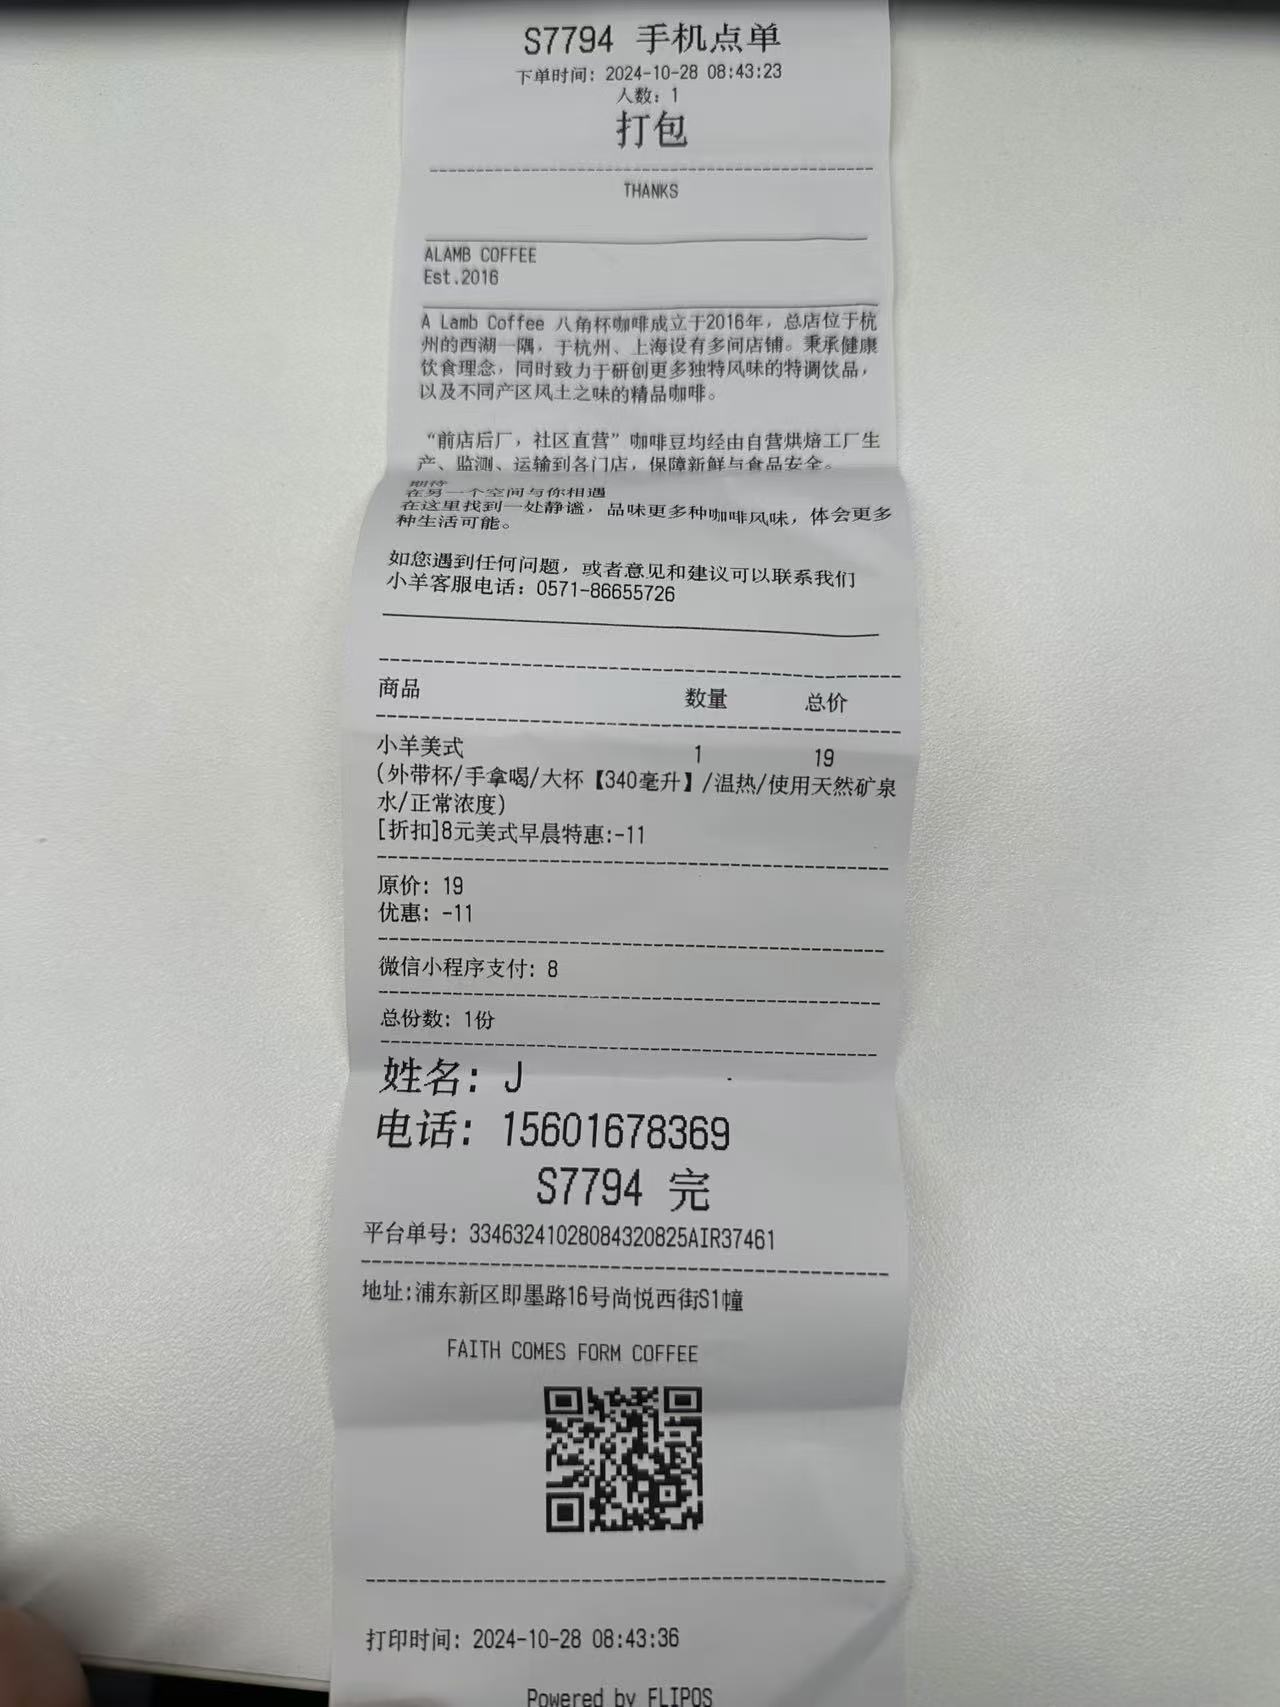 S7794 手机点单
下单时间: 2024-10-28 08:43:23
人数: 1
打包
THANKS
ALAMB COFFEE
Est.2016
A Lamb Coffee 八角杯咖啡成立于2016年，总店位于杭
州的西湖一隅，于杭州、上海设有多间店铺。秉承健康
饮食理念，同时致力于研创更多独特风味的特调饮品，
以及不同产区风土之味的精品咖啡。
“前店后厂，社区直营”咖啡豆均经由自营烘焙工厂生
产、监测、运输到各门店，保障新鲜与食品安全。
期待
在另一个空间与你相遇
在这里找到一处静谧，品味更多种咖啡风味，体会更多
种生活可能。
如您遇到任何问题，或者意见和建议可以联系我们
小羊客服电话：0571-86655726
商品 数量 总价
小羊美式 1 19
(外带杯/手拿喝/大杯【340毫升】/温热/使用天然矿泉
水/正常浓度)
[折扣]8元美式早晨特惠:-11
原价: 19
优惠: -11
微信小程序支付: 8
总份数: 1份
姓名: J
电话: 15601678369
S7794 完
平台单号: 33463241028084320825AIR37461
地址:浦东新区即墨路16号尚悦西街S1幢
FAITH COMES FORM COFFEE
打印时间: 2024-10-28 08:43:36
Powered by FLIPOS